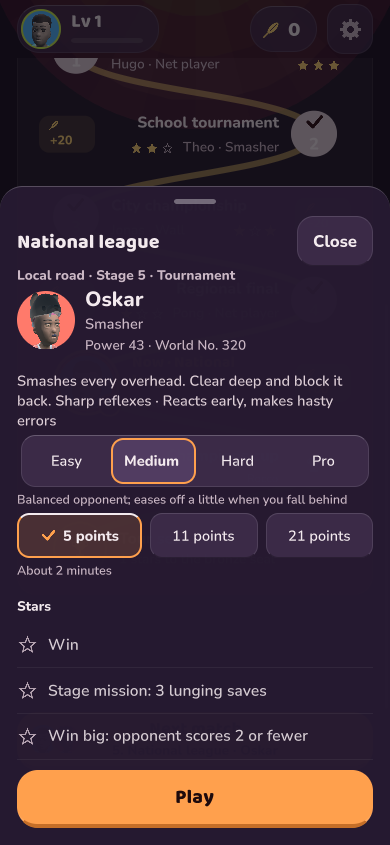 Lv 1
0
1
Hugo · Net player
+20
School tournament
Theo · Smasher
2
National league
Close
Local road · Stage 5 · Tournament
Oskar
Smasher
Power 43 · World No. 320
Smashes every overhead. Clear deep and block it
back. Sharp reflexes · Reacts early, makes hasty
errors
Easy
Medium
Hard
Pro
Balanced opponent; eases off a little when you fall behind
5 points
11 points
21 points
About 2 minutes
Stars
Win
Stage mission: 3 lunging saves
Win big: opponent scores 2 or fewer
Play